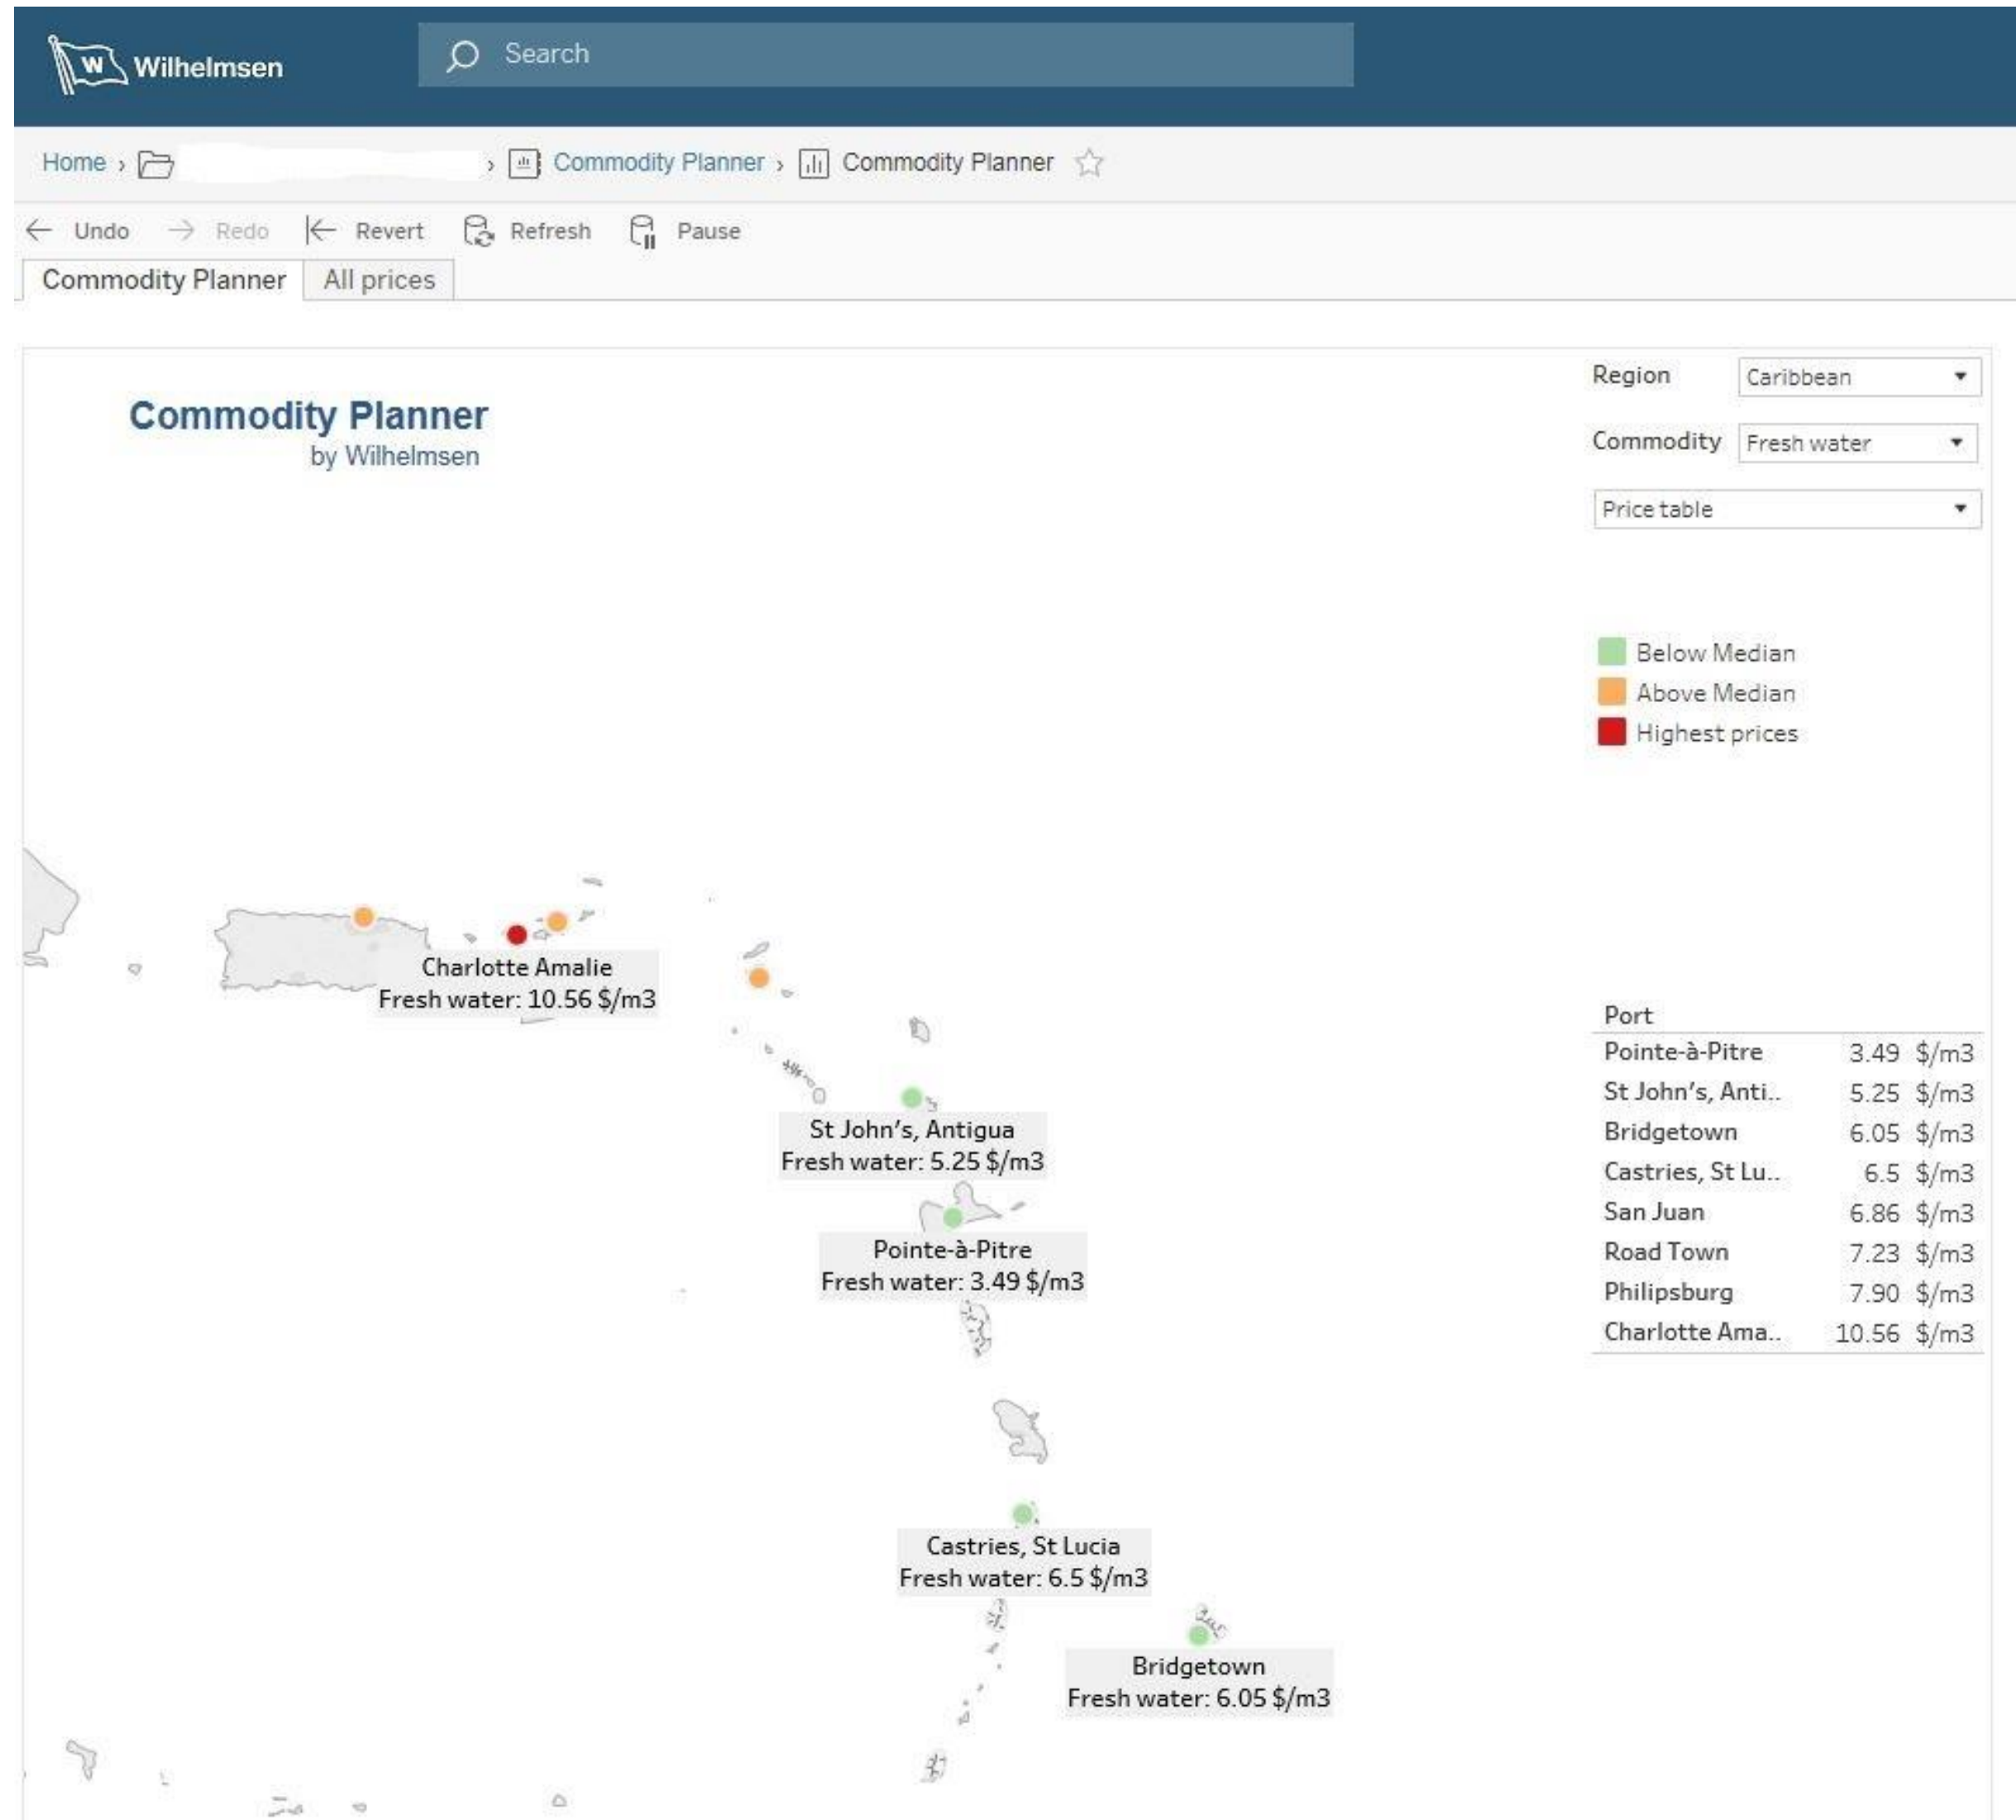 W Wilhelmsen
Search
Home › › Commodity Planner › Commodity Planner
Undo Redo Revert Refresh Pause
Commodity Planner All prices
Commodity Planner
by Wilhelmsen
Region Caribbean
Commodity Fresh water
Price table
Below Median
Above Median
Highest prices
Charlotte Amalie
Fresh water: 10.56 $/m3
St John's, Antigua
Fresh water: 5.25 $/m3
Pointe-à-Pitre
Fresh water: 3.49 $/m3
Castries, St Lucia
Fresh water: 6.5 $/m3
Bridgetown
Fresh water: 6.05 $/m3
Port
Pointe-à-Pitre 3.49 $/m3
St John's, Anti.. 5.25 $/m3
Bridgetown 6.05 $/m3
Castries, St Lu.. 6.5 $/m3
San Juan 6.86 $/m3
Road Town 7.23 $/m3
Philipsburg 7.90 $/m3
Charlotte Ama.. 10.56 $/m3